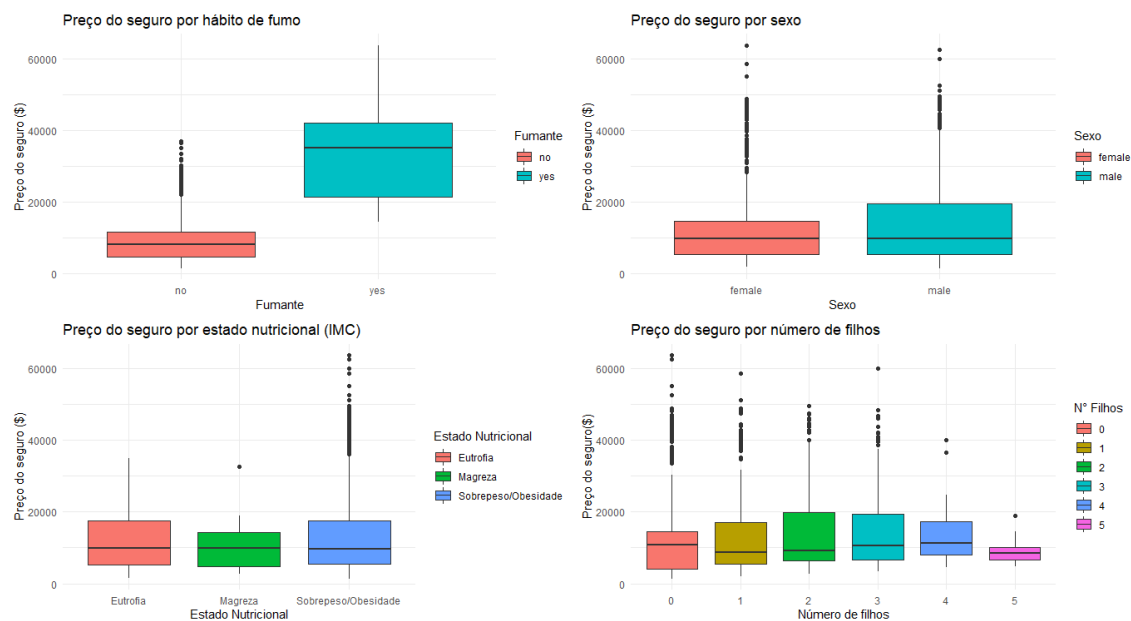 Preço do seguro por hábito de fumo
Preço do seguro ($)
60000
40000
20000
0
no
yes
Fumante
Fumante
no
yes
Preço do seguro por sexo
Preço do seguro ($)
60000
40000
20000
0
female
male
Sexo
Sexo
female
male
Preço do seguro por estado nutricional (IMC)
Preço do seguro ($)
60000
40000
20000
0
Eutrofia
Magreza
Sobrepeso/Obesidade
Estado Nutricional
Estado Nutricional
Eutrofia
Magreza
Sobrepeso/Obesidade
Preço do seguro por número de filhos
Preço do seguro($)
60000
40000
20000
0
0
1
2
3
4
5
Número de filhos
N° Filhos
0
1
2
3
4
5